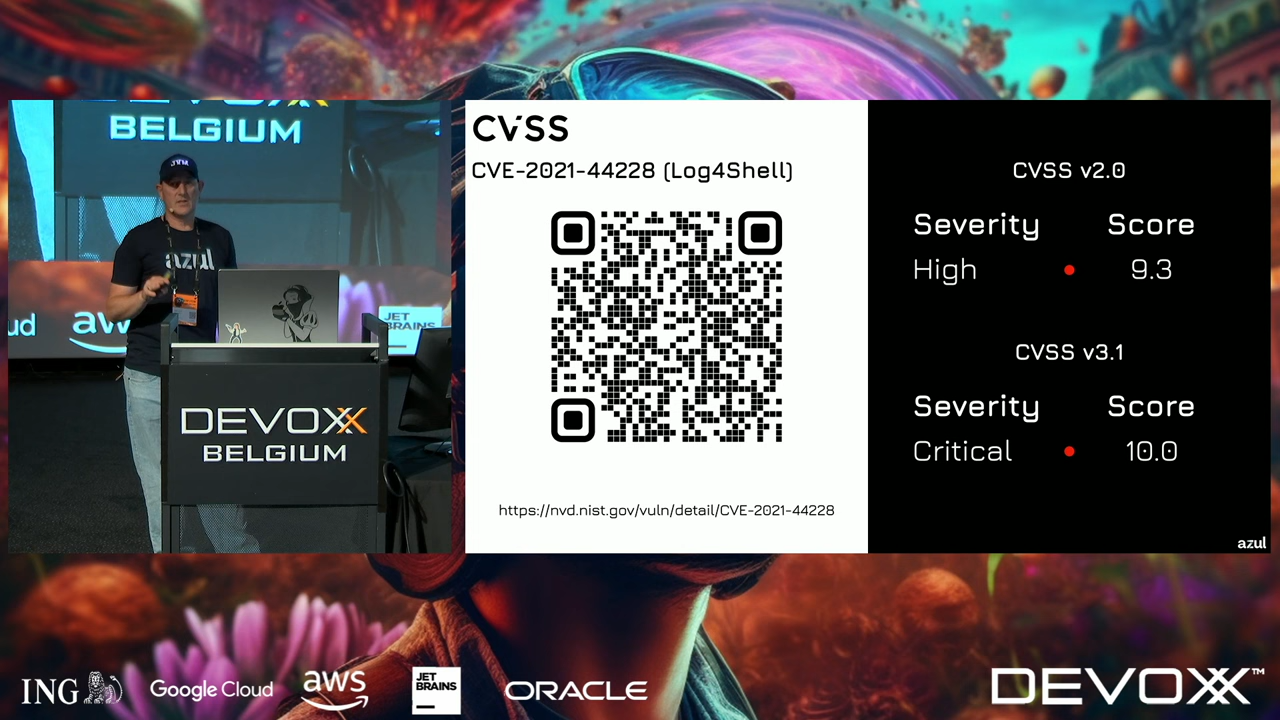 DEVOXX
BELGIUM
JVM
azul
ud
aws
JET
BRAINS
DEVOXX
BELGIUM
CVSS
CVE-2021-44228 (Log4Shell)
https://nvd.nist.gov/vuln/detail/CVE-2021-44228
CVSS v2.0
Severity Score
High 9.3
CVSS v3.1
Severity Score
Critical 10.0
azul
ING
Google Cloud
aws
JET
BRAINS
ORACLE
DEVOXX™